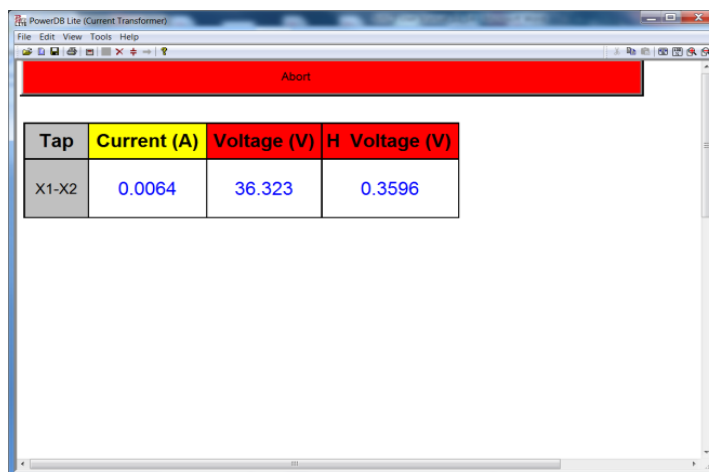 PowerDB Lite (Current Transformer)
File Edit View Tools Help
Abort
Tap Current (A) Voltage (V) H Voltage (V)
X1-X2 0.0064 36.323 0.3596